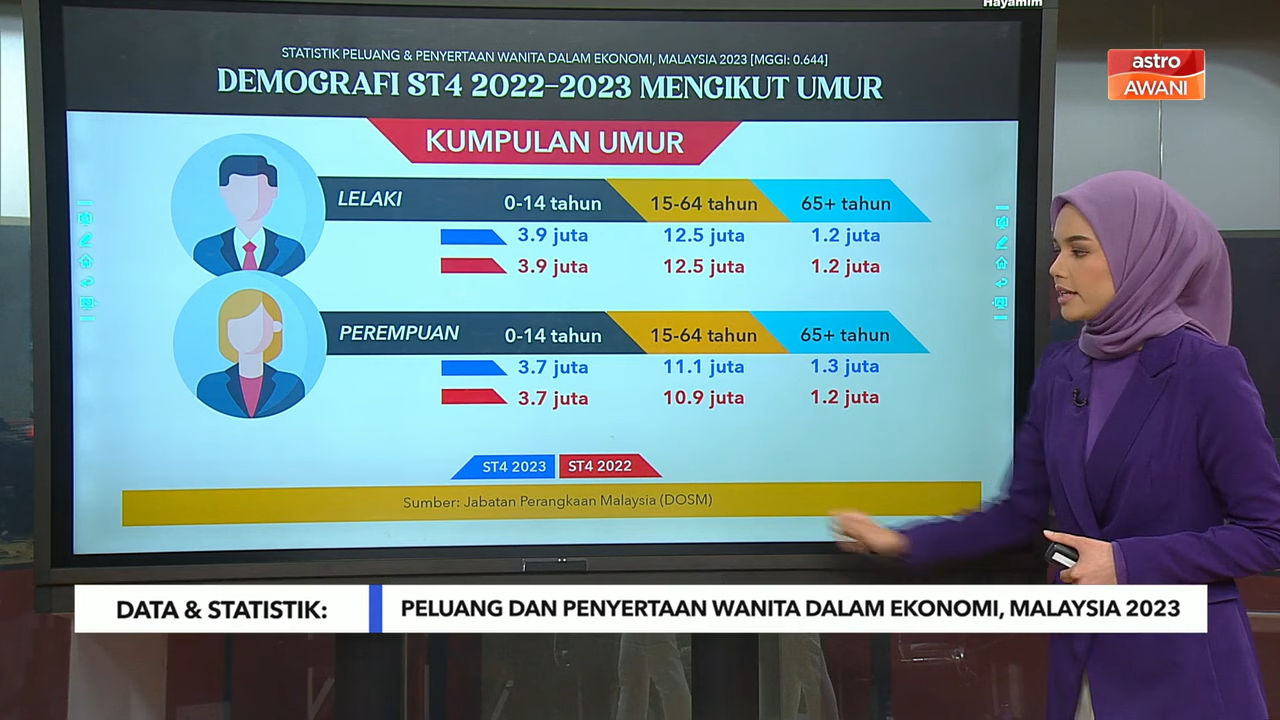 Hayamim
STATISTIK PELUANG & PENYERTAAN WANITA DALAM EKONOMI, MALAYSIA 2023 [MGGI: 0.644]
DEMOGRAFI ST4 2022-2023 MENGIKUT UMUR
astro
AWANI
KUMPULAN UMUR
LELAKI 0-14 tahun 15-64 tahun 65+ tahun
3.9 juta 12.5 juta 1.2 juta
3.9 juta 12.5 juta 1.2 juta
PEREMPUAN 0-14 tahun 15-64 tahun 65+ tahun
3.7 juta 11.1 juta 1.3 juta
3.7 juta 10.9 juta 1.2 juta
ST4 2023 ST4 2022
Sumber: Jabatan Perangkaan Malaysia (DOSM)
DATA & STATISTIK: PELUANG DAN PENYERTAAN WANITA DALAM EKONOMI, MALAYSIA 2023